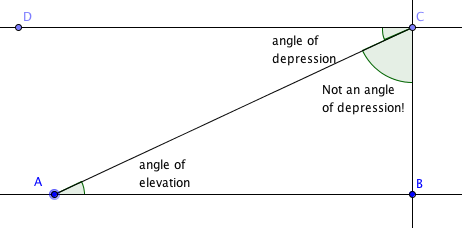 D
C
angle of
depression
Not an angle
of depression!
angle of
elevation
A
B